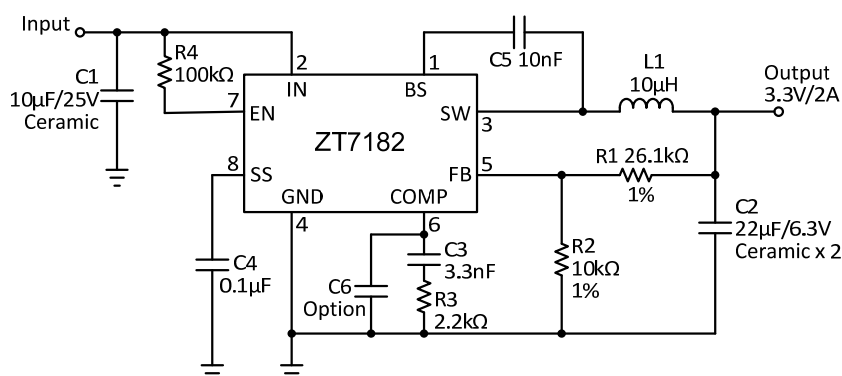 Input
C1
10µF/25V
Ceramic
R4
100kΩ
2
IN
1
BS
C5 10nF
7
EN
ZT7182
SW
3
L1
10µH
Output
3.3V/2A
8
SS
GND
4
COMP
6
FB
5
R1 26.1kΩ
1%
C2
22µF/6.3V
Ceramic x 2
C4
0.1µF
C6
Option
C3
3.3nF
R3
2.2kΩ
R2
10kΩ
1%